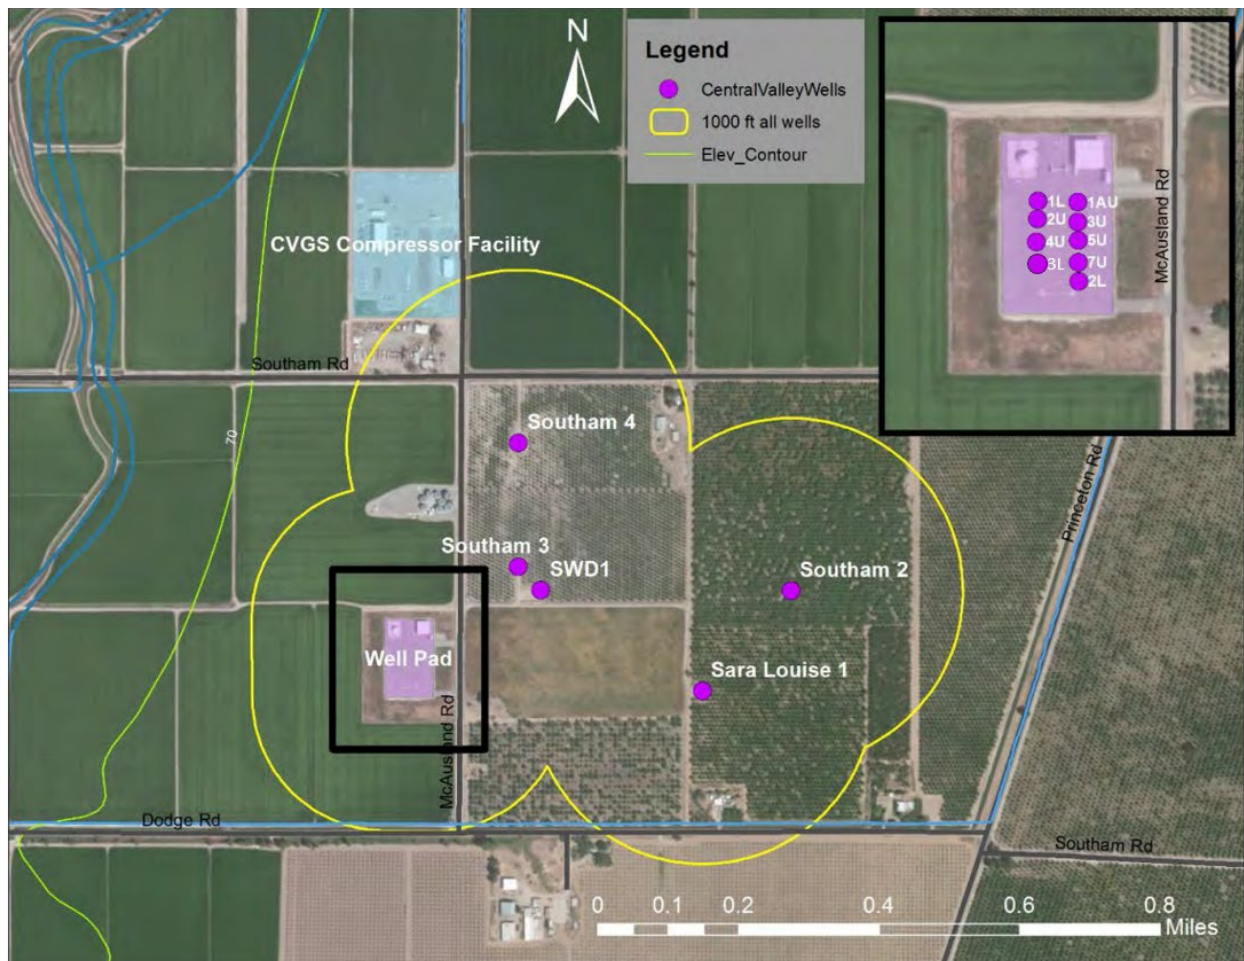 N
Legend
CentralValleyWells
1000 ft all wells
Elev_Contour
CVGS Compressor Facility
Southam Rd
70
Southam 4
Southam 3
SWD1
Southam 2
Sara Louise 1
Well Pad
McAusland Rd
Dodge Rd
Princeton Rd
Southam Rd
1L 1AU
2U 3U
4U 5U
3L 7U
2L
McAusland Rd
0 0.1 0.2 0.4 0.6 0.8
Miles